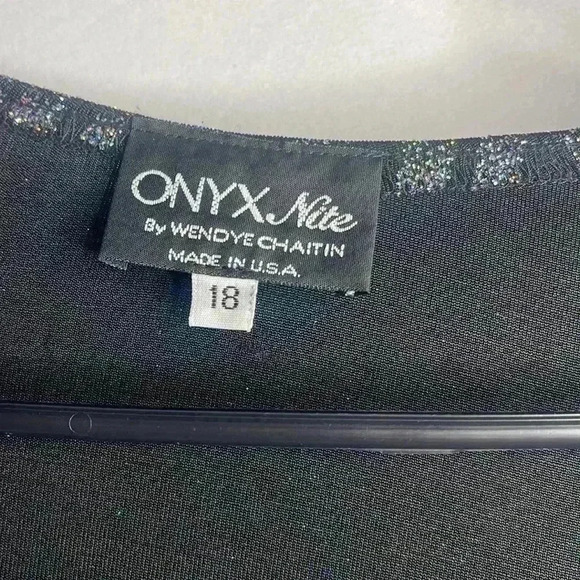 ONYX Nite
By WENDYE CHAITIN
MADE IN U.S.A.
18